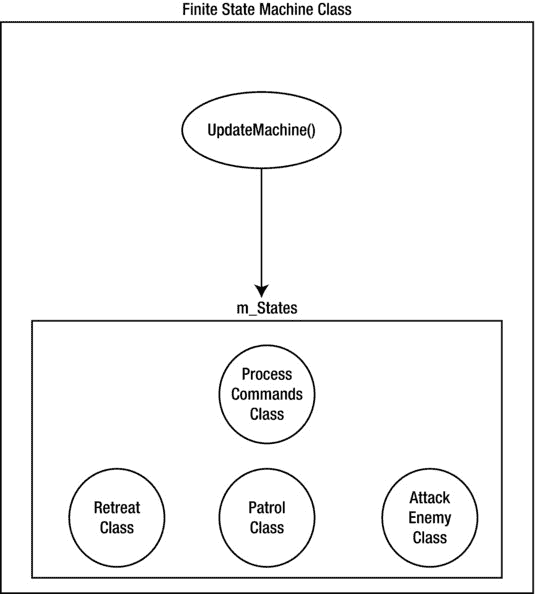 Finite State Machine Class
UpdateMachine()
m_States
Process
Commands
Class
Retreat
Class
Patrol
Class
Attack
Enemy
Class